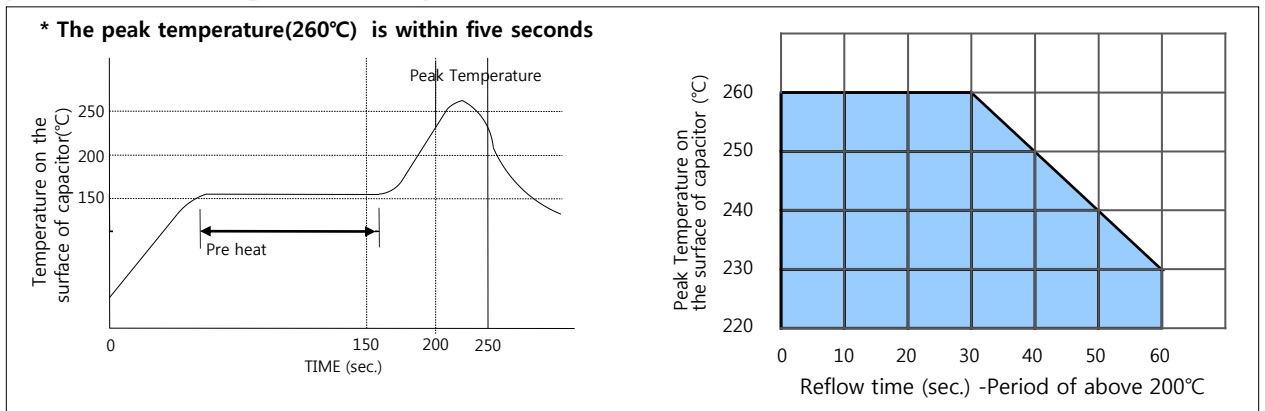 * The peak temperature(260℃)  is within five seconds
Peak Temperature
Temperature on the
surface of capacitor(℃)
250
200
150
Pre heat
0
150
200
250
TIME (sec.)
Peak Temperature on
the surface of capacitor (℃)
260
250
240
230
220
0
10
20
30
40
50
60
Reflow time (sec.) -Period of above 200℃